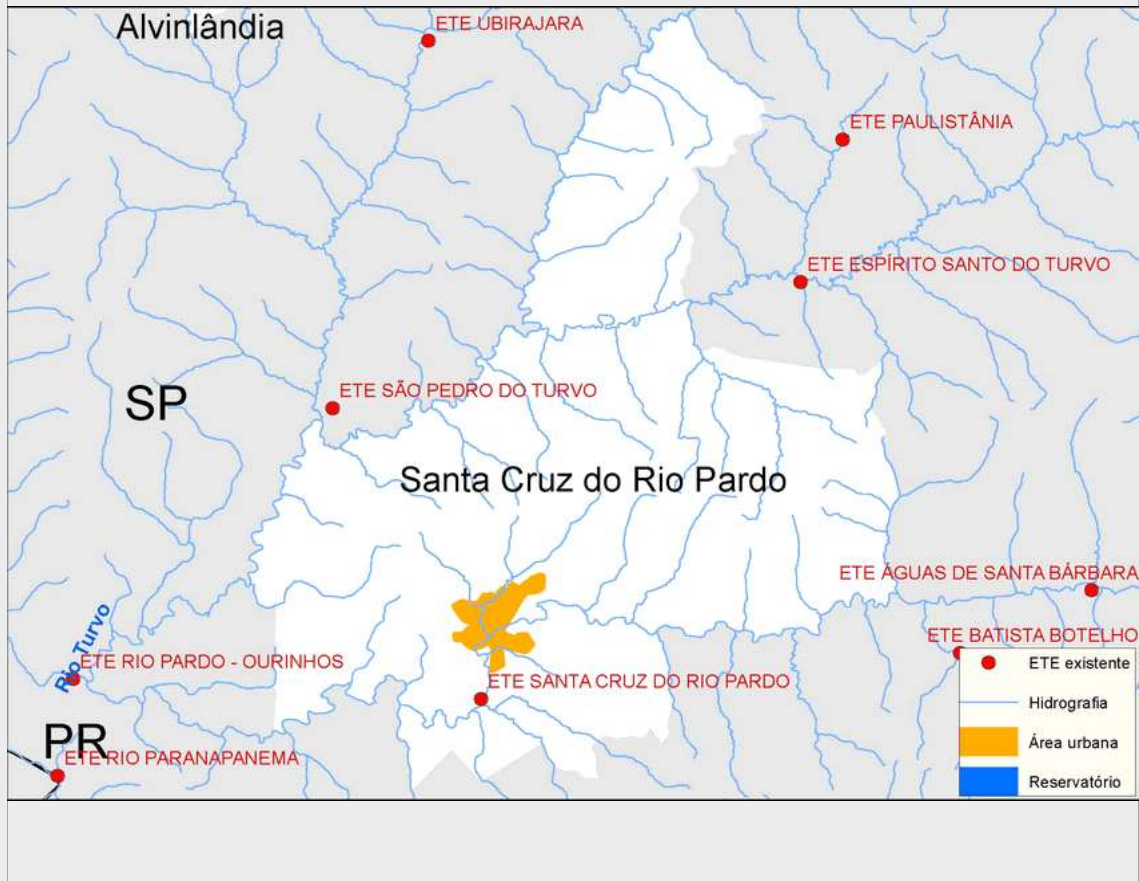 Alvinlândia
ETE UBIRAJARA
ETE PAULISTÂNIA
ETE ESPÍRITO SANTO DO TURVO
ETE SÃO PEDRO DO TURVO
SP
Santa Cruz do Rio Pardo
ETE ÁGUAS DE SANTA BÁRBARA
Rio Turvo
ETE BATISTA BOTELHO
ETE RIO PARDO - OURINHOS
ETE SANTA CRUZ DO RIO PARDO
PR
ETE RIO PARANAPANEMA
ETE existente
Hidrografia
Área urbana
Reservatório